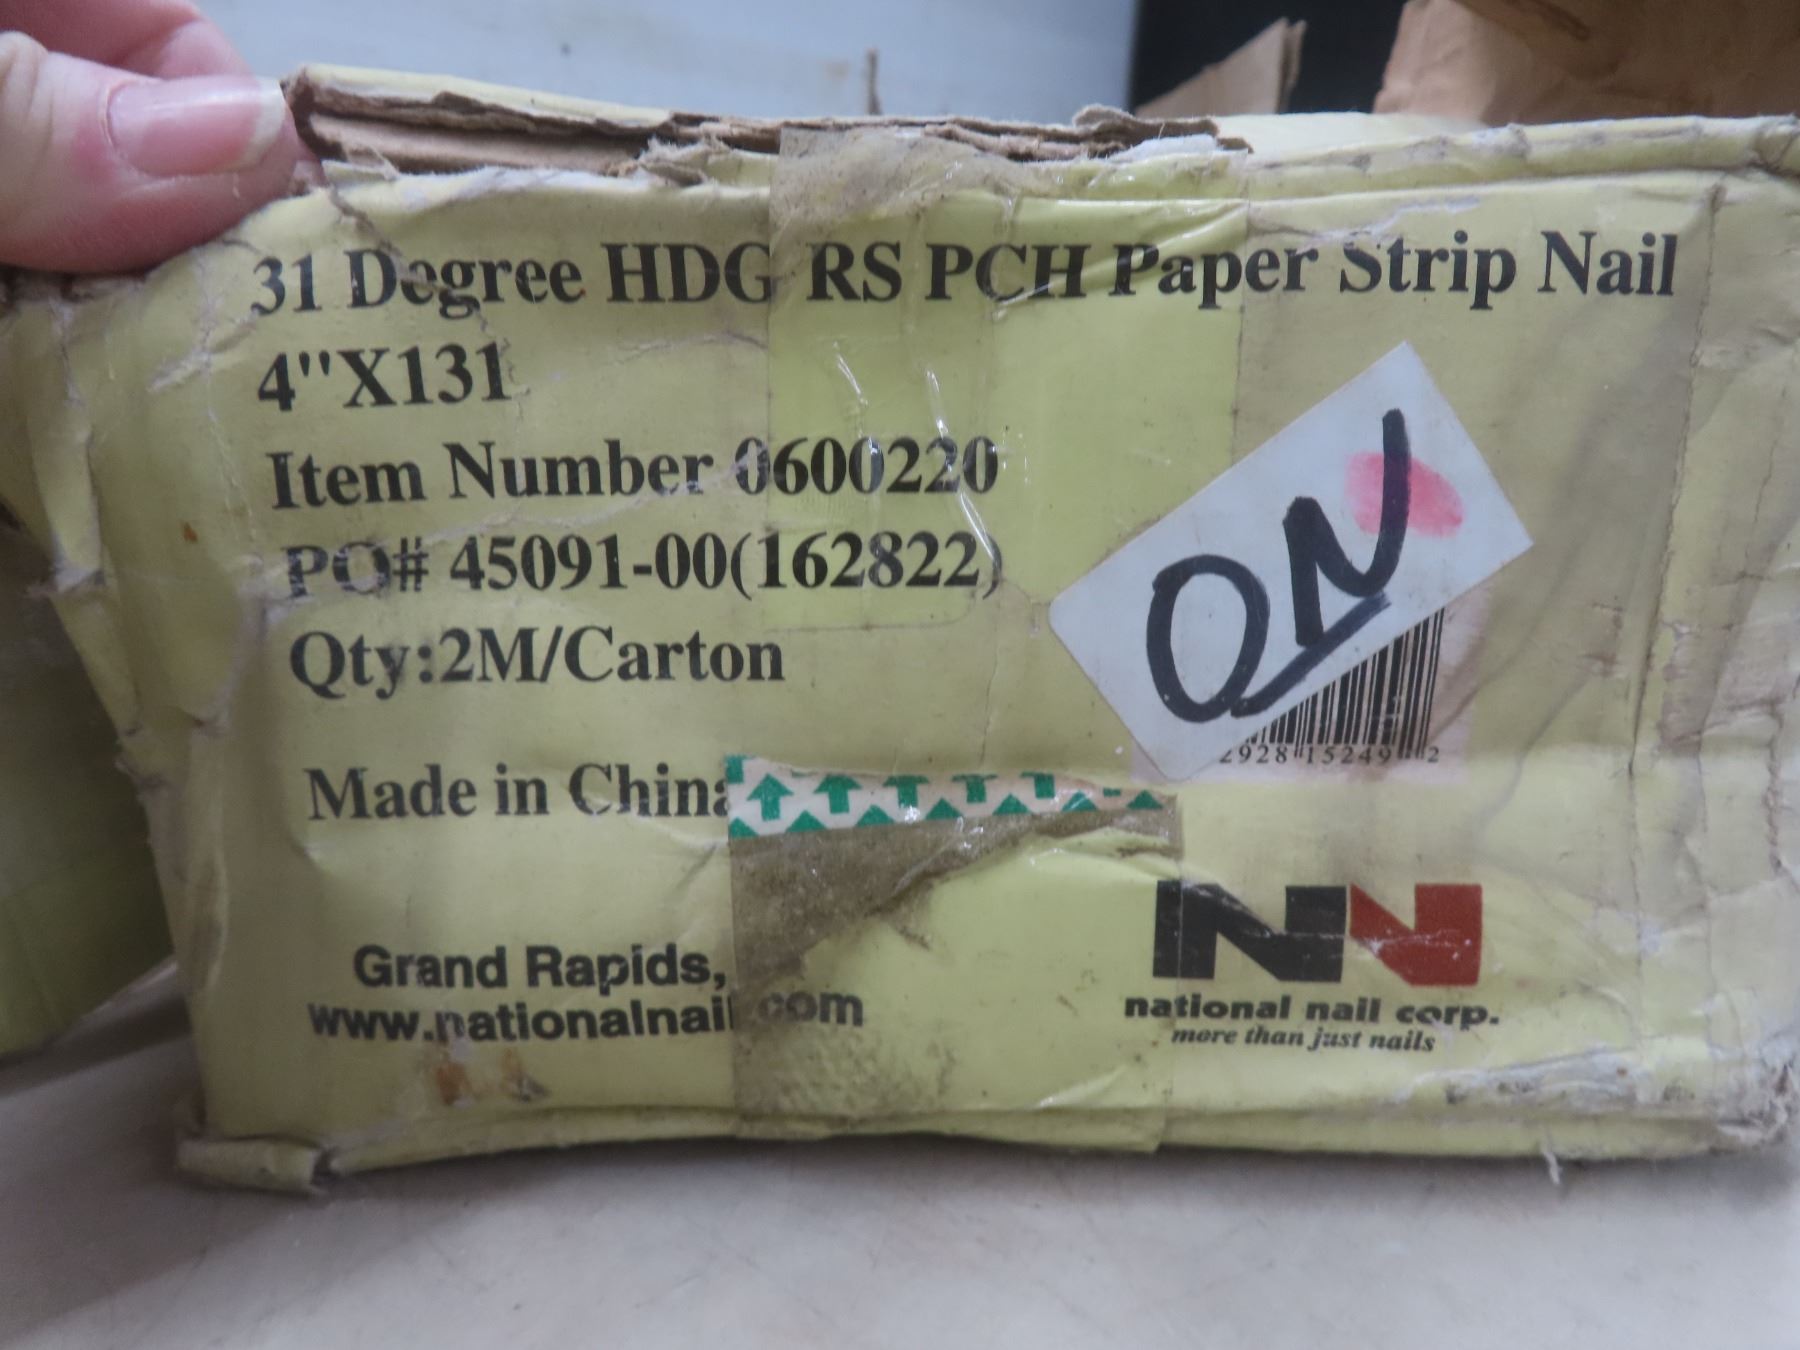 31 Degree HDG RS PCH Paper Strip Nail
4"X131
Item Number 0600220
PO# 45091-00(162822)
Qty:2M/Carton
ON
2928 15249 2
Made in China
Grand Rapids,
www.nationalnail.com
NN
national nail corp.
more than just nails